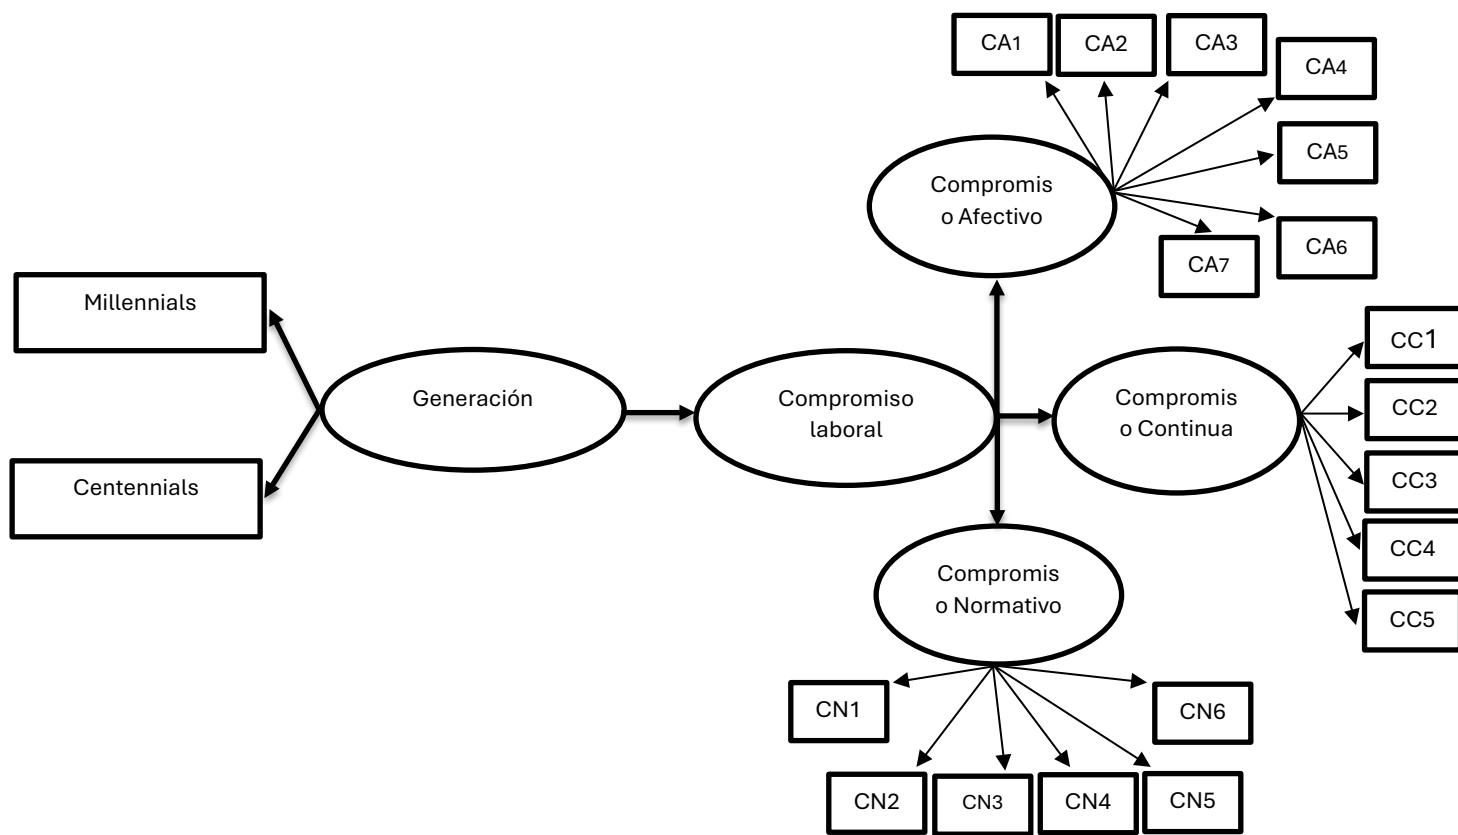 CA1
CA2
CA3
CA4
CA5
CA6
CA7
Compromis
o Afectivo
Millennials
Centennials
Generación
Compromiso
laboral
Compromis
o Continua
CC1
CC2
CC3
CC4
CC5
Compromis
o Normativo
CN1
CN2
CN3
CN4
CN5
CN6